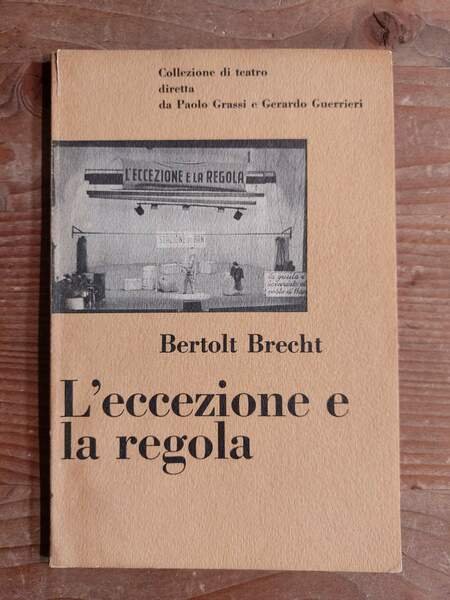 Collezione di teatro
diretta
da Paolo Grassi e Gerardo Guerrieri
L'ECCEZIONE E LA REGOLA
Bertolt Brecht
L'eccezione e
la regola